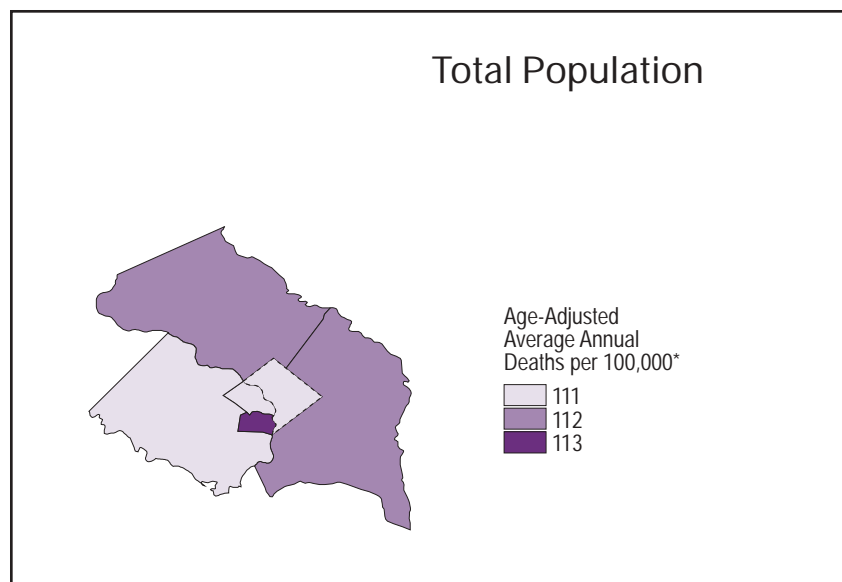 Total Population
Age-Adjusted
Average Annual
Deaths per 100,000*
111
112
113